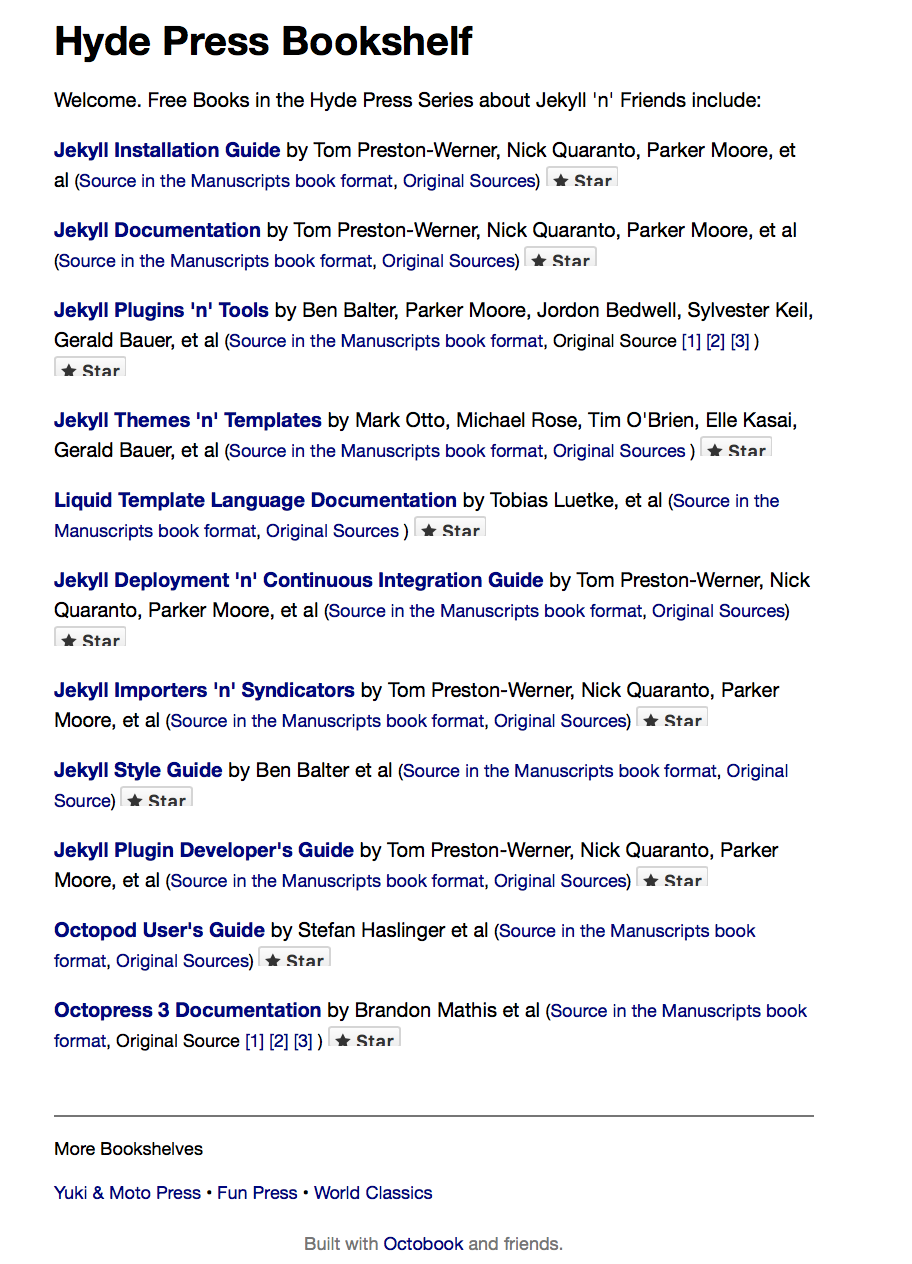 Hyde Press Bookshelf
Welcome. Free Books in the Hyde Press Series about Jekyll 'n' Friends include:
Jekyll Installation Guide by Tom Preston-Werner, Nick Quaranto, Parker Moore, et
al (Source in the Manuscripts book format, Original Sources) ★ Star
Jekyll Documentation by Tom Preston-Werner, Nick Quaranto, Parker Moore, et al
(Source in the Manuscripts book format, Original Sources) ★ Star
Jekyll Plugins 'n' Tools by Ben Balter, Parker Moore, Jordon Bedwell, Sylvester Keil,
Gerald Bauer, et al (Source in the Manuscripts book format, Original Source [1] [2] [3] )
★ Star
Jekyll Themes 'n' Templates by Mark Otto, Michael Rose, Tim O'Brien, Elle Kasai,
Gerald Bauer, et al (Source in the Manuscripts book format, Original Sources ) ★ Star
Liquid Template Language Documentation by Tobias Luetke, et al (Source in the
Manuscripts book format, Original Sources ) ★ Star
Jekyll Deployment 'n' Continuous Integration Guide by Tom Preston-Werner, Nick
Quaranto, Parker Moore, et al (Source in the Manuscripts book format, Original Sources)
★ Star
Jekyll Importers 'n' Syndicators by Tom Preston-Werner, Nick Quaranto, Parker
Moore, et al (Source in the Manuscripts book format, Original Sources) ★ Star
Jekyll Style Guide by Ben Balter et al (Source in the Manuscripts book format, Original
Source) ★ Star
Jekyll Plugin Developer's Guide by Tom Preston-Werner, Nick Quaranto, Parker
Moore, et al (Source in the Manuscripts book format, Original Sources) ★ Star
Octopod User's Guide by Stefan Haslinger et al (Source in the Manuscripts book
format, Original Sources) ★ Star
Octopress 3 Documentation by Brandon Mathis et al (Source in the Manuscripts book
format, Original Source [1] [2] [3] ) ★ Star
More Bookshelves
Yuki & Moto Press • Fun Press • World Classics
Built with Octobook and friends.